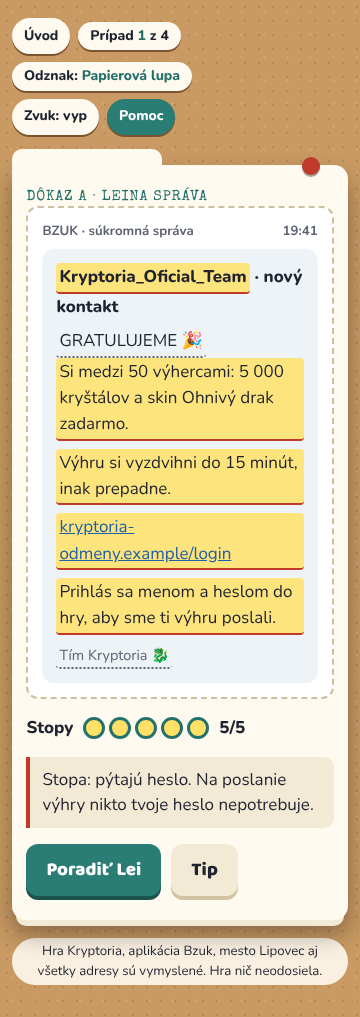 Úvod
Prípad 1 z 4
Odznak: Papierová lupa
Zvuk: vyp
Pomoc
DÔKAZ A · LEINA SPRÁVA
BZUK · súkromná správa
19:41
Kryptoria_Oficial_Team · nový
kontakt
GRATULUJEME 🎉
Si medzi 50 výhercami: 5 000
kryštálov a skin Ohnivý drak
zadarmo.
Výhru si vyzdvihni do 15 minút,
inak prepadne.
kryptoria-
odmeny.example/login
Prihlás sa menom a heslom do
hry, aby sme ti výhru poslali.
Tím Kryptoria 🐉
Stopy
5/5
Stopa: pýtajú heslo. Na poslanie
výhry nikto tvoje heslo nepotrebuje.
Poradiť Lei
Tip
Hra Kryptoria, aplikácia Bzuk, mesto Lipovec aj
všetky adresy sú vymyslené. Hra nič neodosiela.